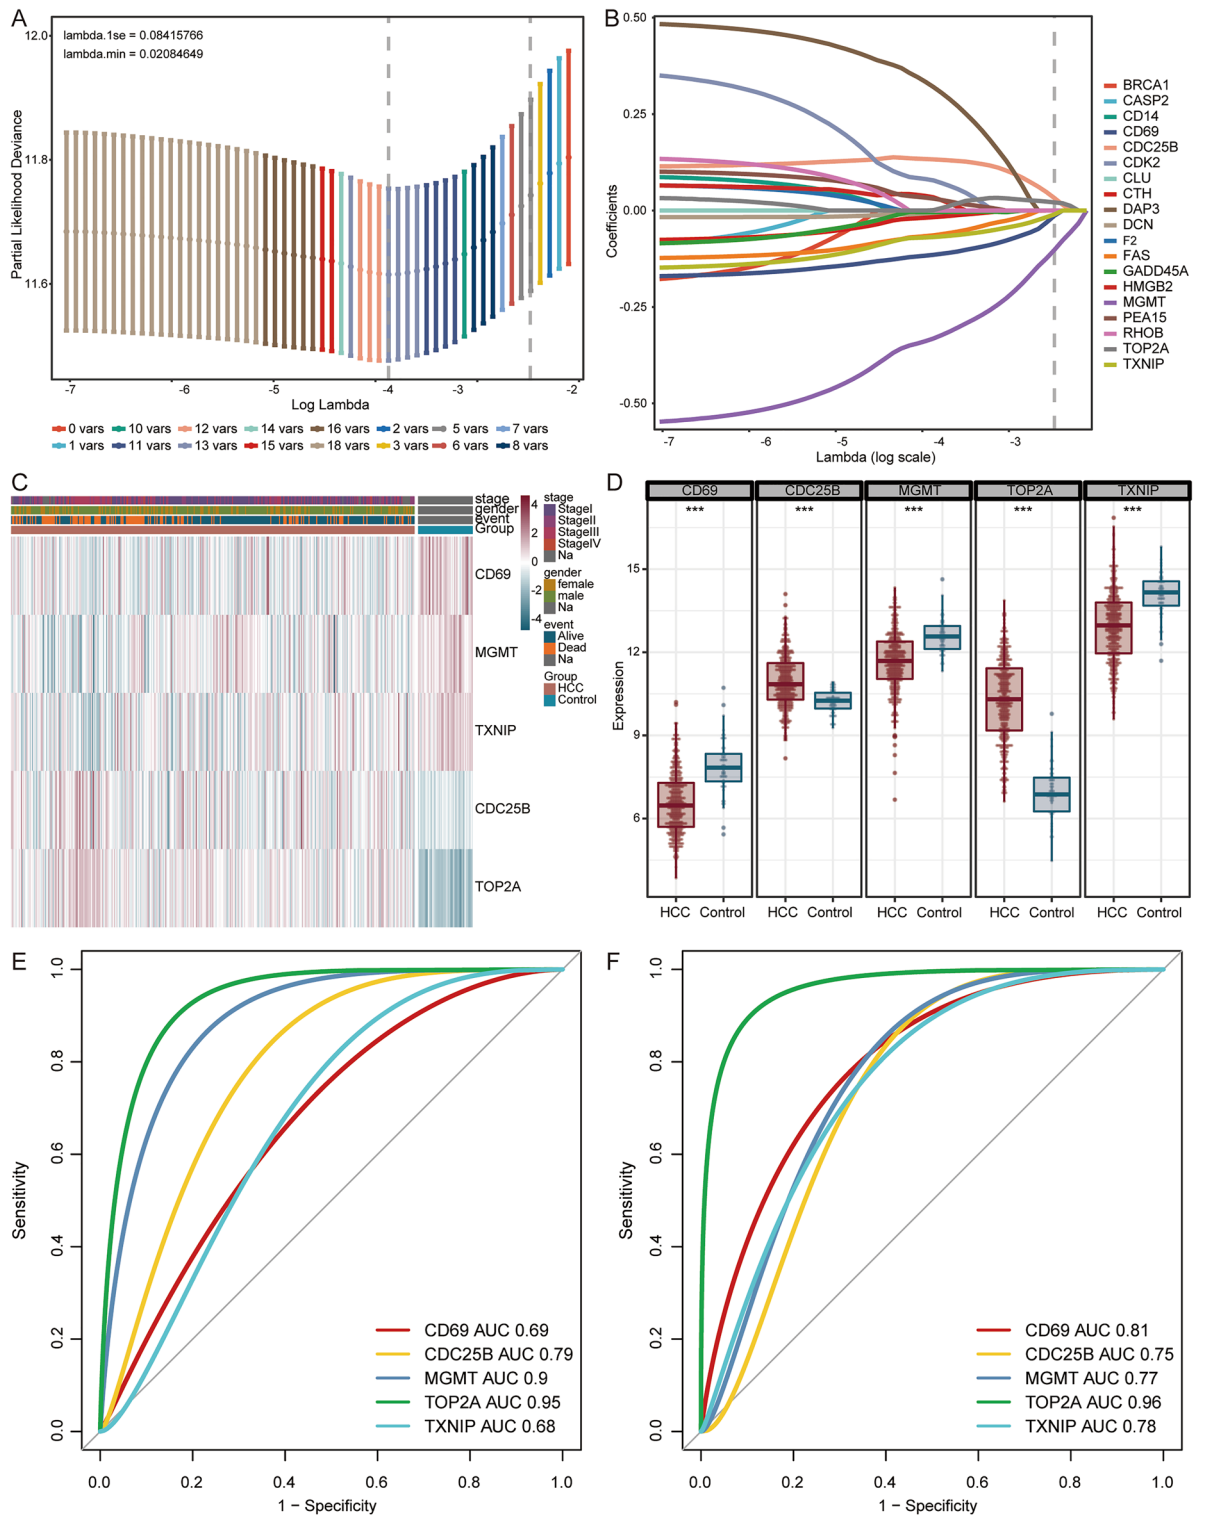 A
lambda.1se = 0.08415766
lambda.min = 0.02084649
Partial Likelihood Deviance
12.0
11.8
11.6
-7 -6 -5 -4 -3 -2
Log Lambda
0 vars 10 vars 12 vars 14 vars 16 vars 2 vars 5 vars 7 vars
1 vars 11 vars 13 vars 15 vars 18 vars 3 vars 6 vars 8 vars
B
Coefficients
0.50
0.25
0.00
-0.25
-0.50
-7 -6 -5 -4 -3
Lambda (log scale)
BRCA1
CASP2
CD14
CD69
CDC25B
CDK2
CLU
CTH
DAP3
DCN
F2
FAS
GADD45A
HMGB2
MGMT
PEA15
RHOB
TOP2A
TXNIP
C
stage
gender
event
Group
CD69
MGMT
TXNIP
CDC25B
TOP2A
4
2
0
-2
-4
stage
StageI
StageII
StageIII
StageIV
Na
gender
female
male
Na
event
Alive
Dead
Na
Group
HCC
Control
D
CD69 CDC25B MGMT TOP2A TXNIP
*** *** *** *** ***
Expression
15
12
9
6
HCC Control HCC Control HCC Control HCC Control HCC Control
E
Sensitivity
1.0
0.8
0.6
0.4
0.2
0.0
CD69 AUC 0.69
CDC25B AUC 0.79
MGMT AUC 0.9
TOP2A AUC 0.95
TXNIP AUC 0.68
0.0 0.2 0.4 0.6 0.8 1.0
1 − Specificity
F
Sensitivity
1.0
0.8
0.6
0.4
0.2
0.0
CD69 AUC 0.81
CDC25B AUC 0.75
MGMT AUC 0.77
TOP2A AUC 0.96
TXNIP AUC 0.78
0.0 0.2 0.4 0.6 0.8 1.0
1 − Specificity